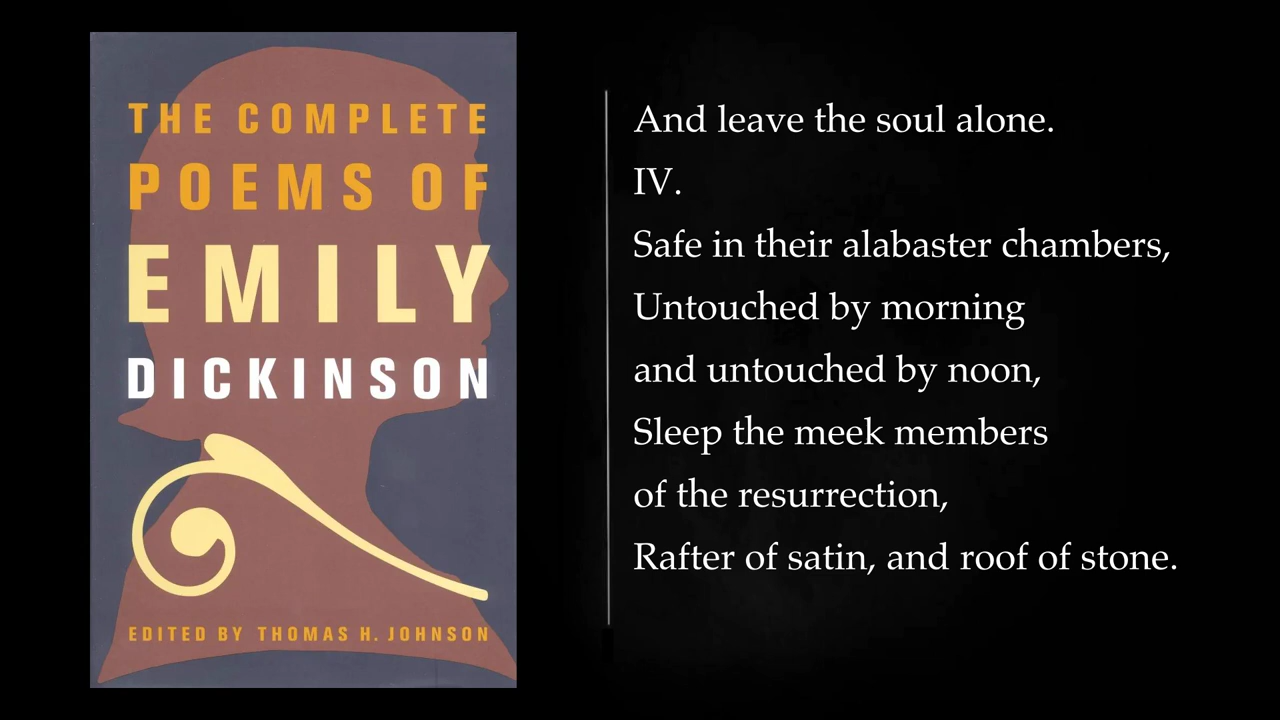 THE COMPLETE
POEMS OF
EMILY
DICKINSON
EDITED BY THOMAS H. JOHNSON
And leave the soul alone.
IV.
Safe in their alabaster chambers,
Untouched by morning
and untouched by noon,
Sleep the meek members
of the resurrection,
Rafter of satin, and roof of stone.